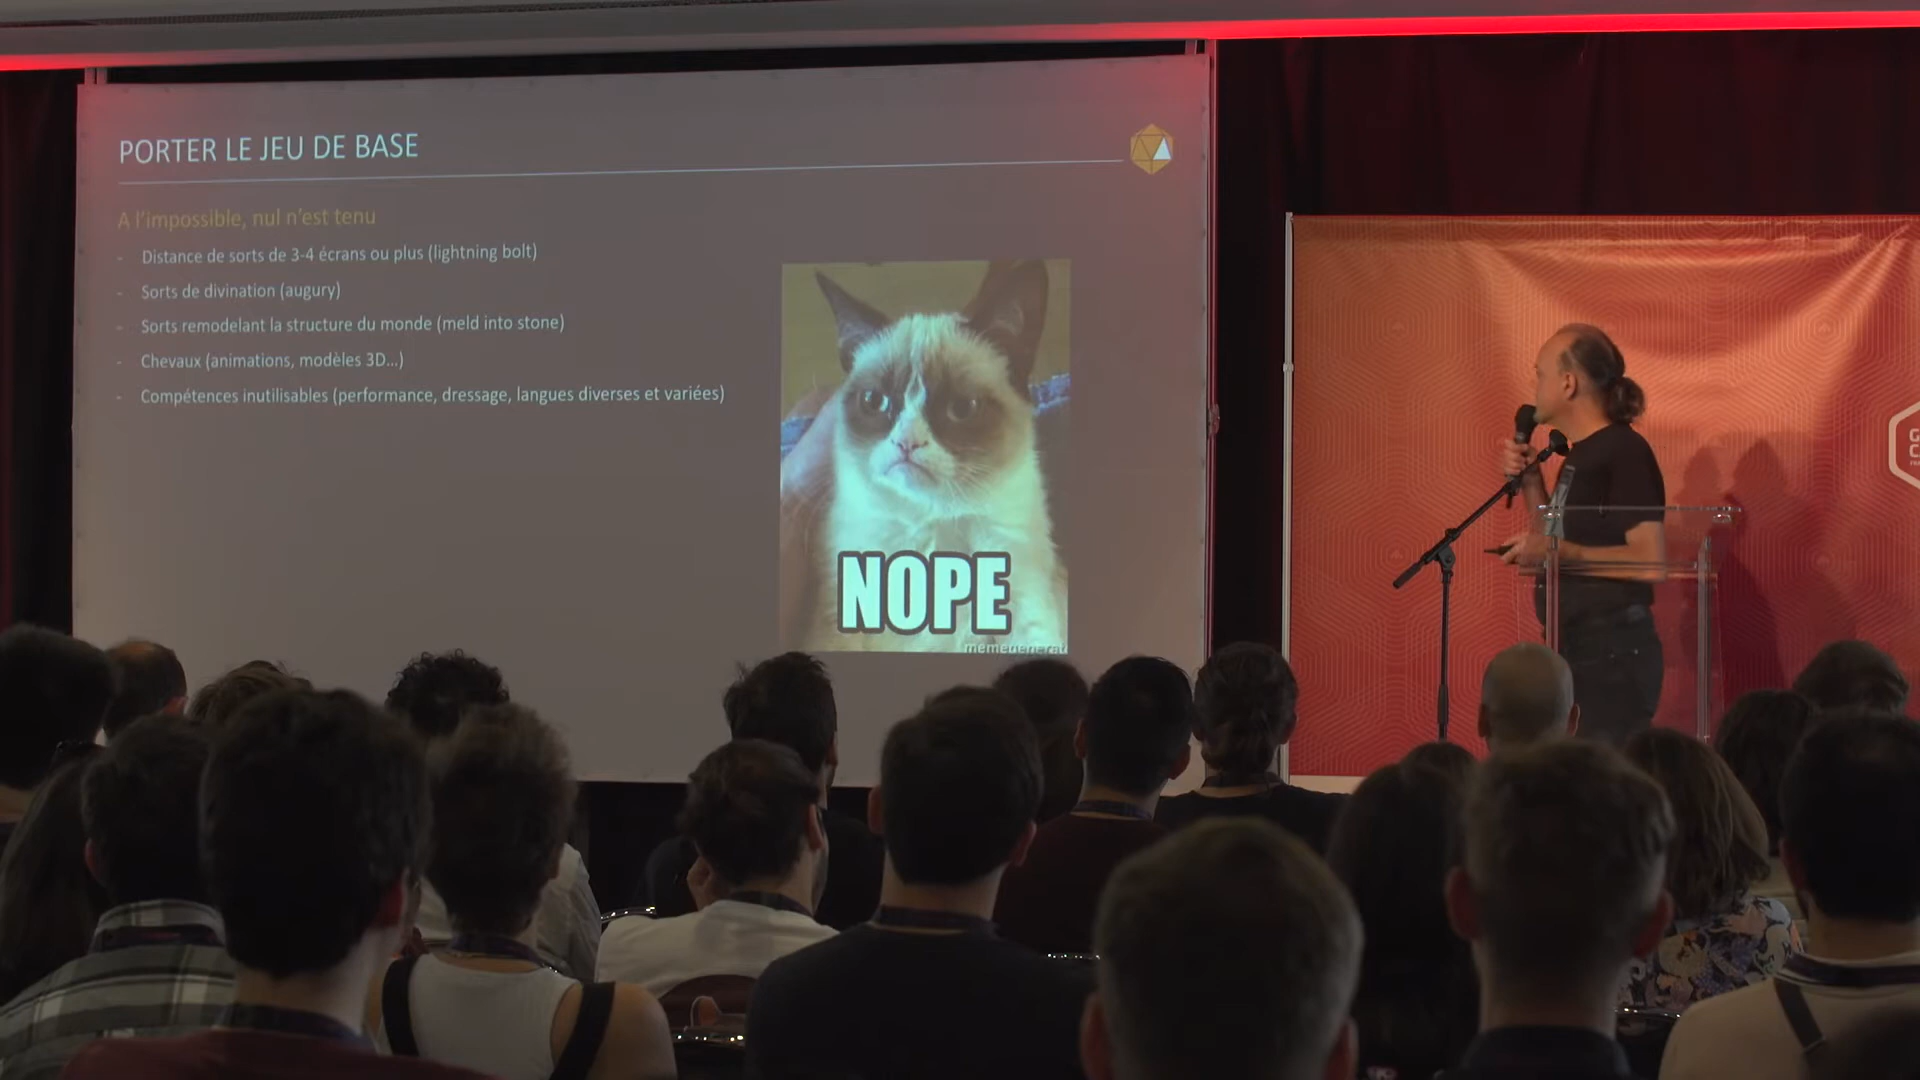 PORTER LE JEU DE BASE
A l'impossible, nul n'est tenu
- Distance de sorts de 3-4 écrans ou plus (lightning bolt)
- Sorts de divination (augury)
- Sorts remodelant la structure du monde (meld into stone)
- Chevaux (animations, modèles 3D...)
- Compétences inutilisables (performance, dressage, langues diverses et variées)
NOPE